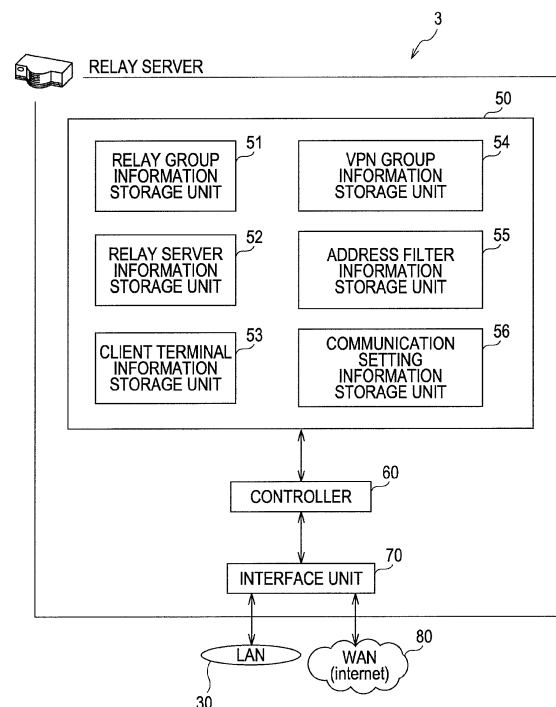 3
RELAY SERVER
50
51
RELAY GROUP
INFORMATION
STORAGE UNIT
54
VPN GROUP
INFORMATION
STORAGE UNIT
52
RELAY SERVER
INFORMATION
STORAGE UNIT
55
ADDRESS FILTER
INFORMATION
STORAGE UNIT
53
CLIENT TERMINAL
INFORMATION
STORAGE UNIT
56
COMMUNICATION
SETTING
INFORMATION
STORAGE UNIT
60
CONTROLLER
70
INTERFACE UNIT
LAN
30
WAN
(internet)
80